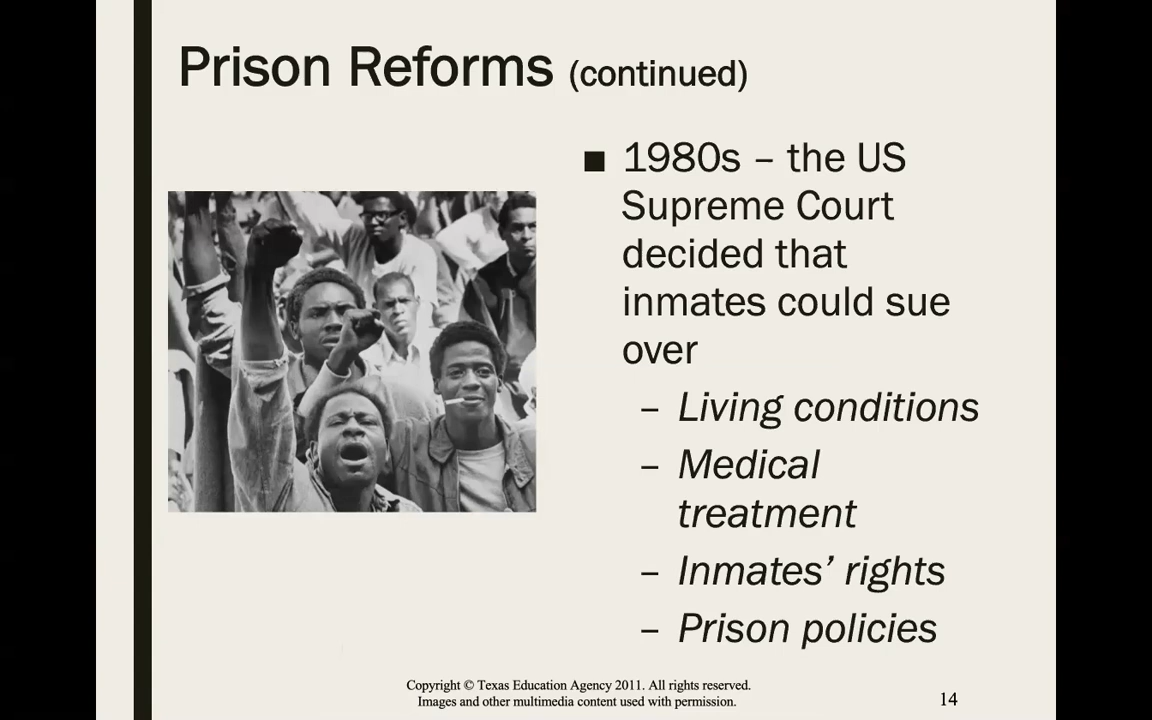 Prison Reforms (continued)
■ 1980s – the US
Supreme Court
decided that
inmates could sue
over
– Living conditions
– Medical
treatment
– Inmates’ rights
– Prison policies
Copyright © Texas Education Agency 2011. All rights reserved.
Images and other multimedia content used with permission.
14